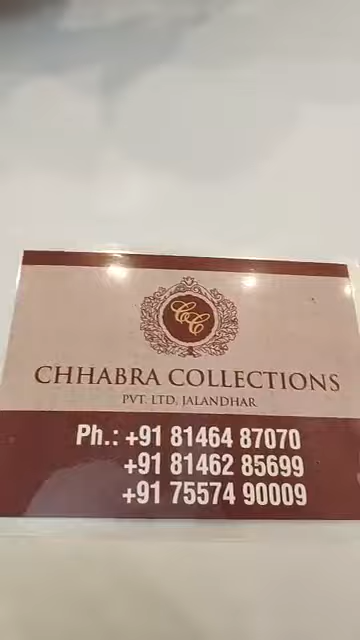 CC
CHHABRA COLLECTIONS
PVT. LTD, JALANDHAR
Ph.: +91 81464 87070
+91 81462 85699
+91 75574 90009